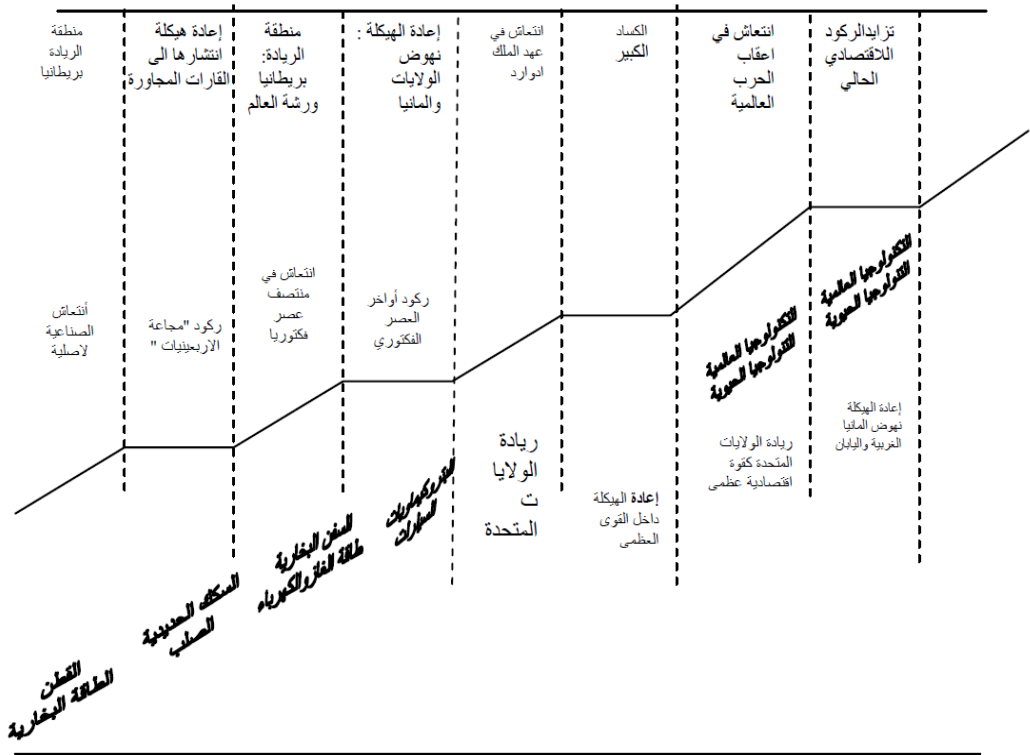 منطقة
الريادة
بريطانيا
إعادة هيكلة
انتشارها الى
القارات المجاورة
منطقة
الريادة:
بريطانيا
ورشة العالم
إعادة الهيكلة :
نهوض
الولايات
والمانيا
انتعاش في
عهد الملك
ادوارد
الكساد
الكبير
انتعاش في
اعقاب
الحرب
العالمية
تزايدالركود
اللاقتصادي
الحالي
أنتعاش
الصناعية
لاصلية
ركود "مجاعة
الاربعينيات "
انتعاش في
منتصف
عصر
فكتوريا
ركود أواخر
العصر
الفكتوري
ريادة
الولايا
ت
المتحدة
إعادة الهيكلة
داخل القوى
العظمى
ريادة الولايات
المتحدة كقوة
اقتصادية عظمى
إعادة الهيكلة
نهوض المانيا
الغربية واليابان
القطن
الطاقة البخارية
السكك الحديدية
الصلب
السفن البخارية
طاقة الغاز والكهرباء
البتروكيماويات
السيارات
التكنولوجيا العالمية
التنولوجيا الحيوية
التكنولوجيا العالمية
التنولوجيا الحيوية